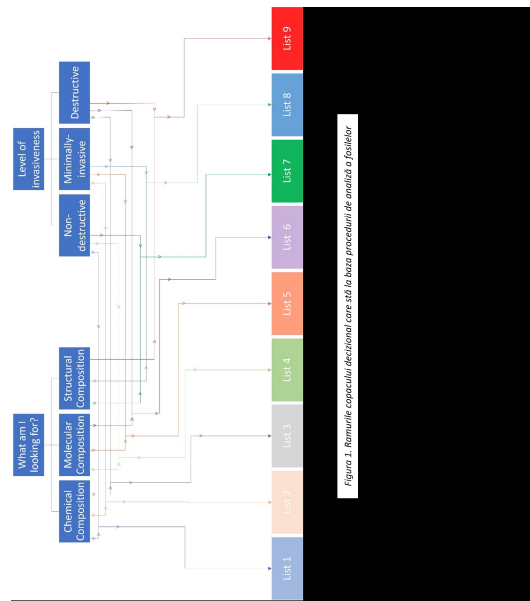 What am I
looking for?
Level of
invasiveness
Chemical
Composition
Molecular
Composition
Structural
Composition
Non-
destructive
Minimally-
invasive
Destructive
List 1
List 2
List 3
List 4
List 5
List 6
List 7
List 8
List 9
Figura 1. Ramurile copacului decizional care stă la baza procedurii de analiză a fosilelor